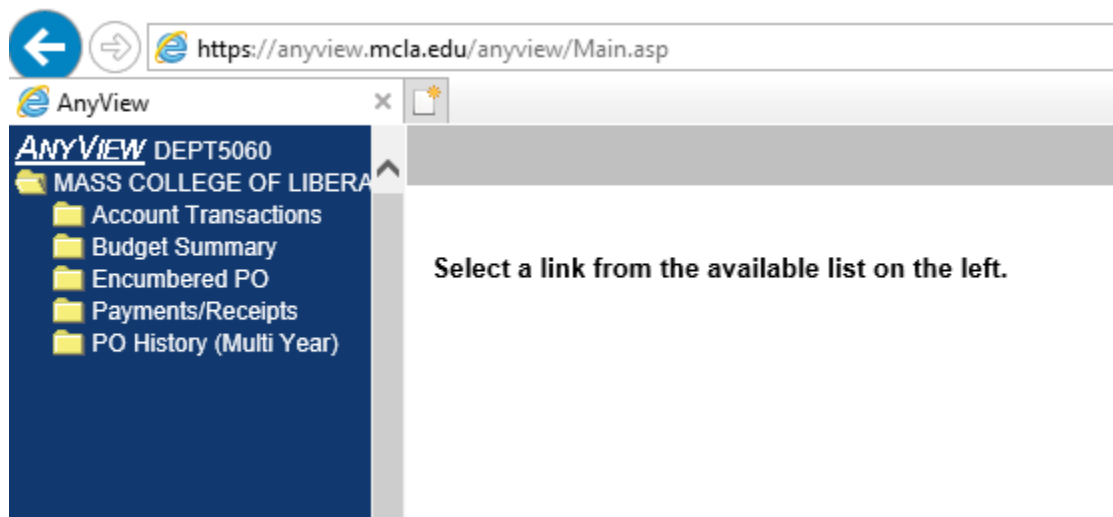 https://anyview.mcla.edu/anyview/Main.asp
AnyView
ANYVIEW DEPT5060
MASS COLLEGE OF LIBERA
Account Transactions
Budget Summary
Encumbered PO
Payments/Receipts
PO History (Multi Year)
Select a link from the available list on the left.